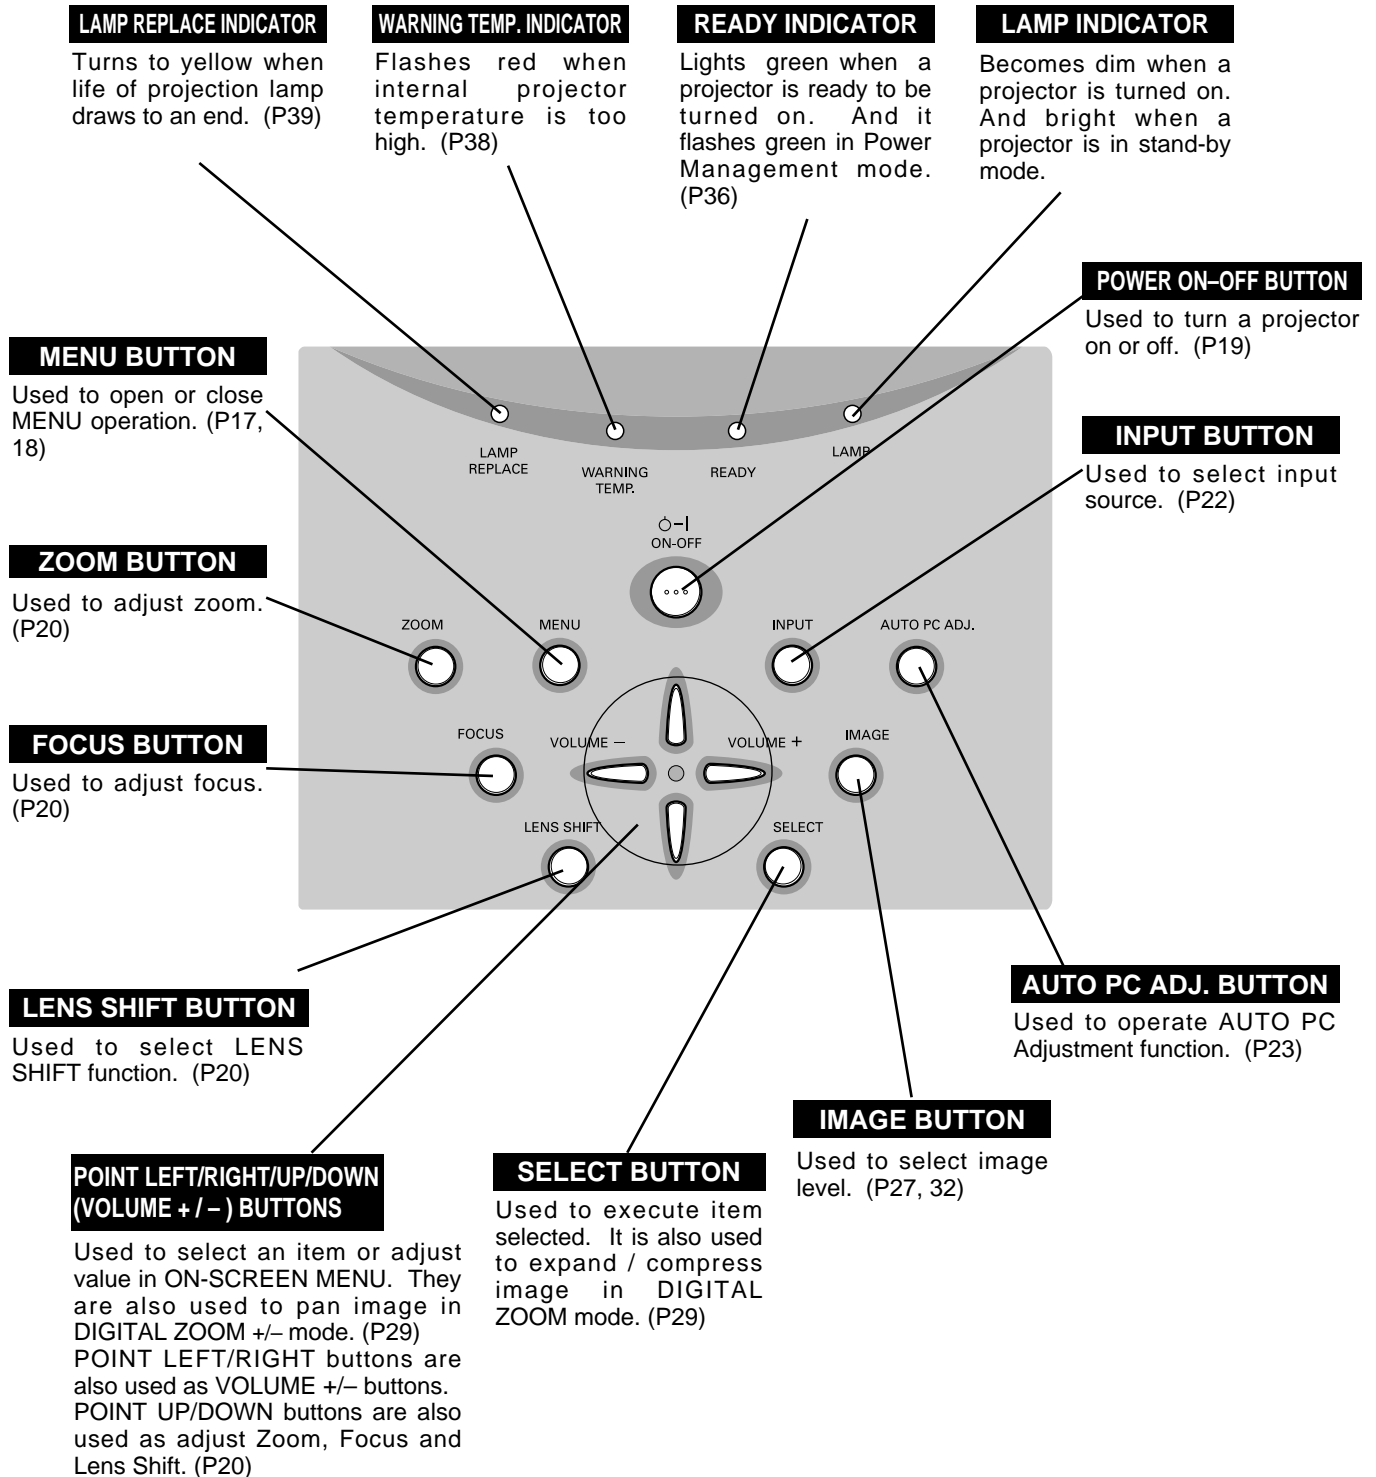 LAMP REPLACE INDICATOR
Turns to yellow when
life of projection lamp
draws to an end. (P39)
WARNING TEMP. INDICATOR
Flashes red when
internal projector
temperature is too
high. (P38)
READY INDICATOR
Lights green when a
projector is ready to be
turned on. And it
flashes green in Power
Management mode.
(P36)
LAMP INDICATOR
Becomes dim when a
projector is turned on.
And bright when a
projector is in stand-by
mode.
POWER ON–OFF BUTTON
Used to turn a projector
on or off. (P19)
MENU BUTTON
Used to open or close
MENU operation. (P17,
18)
INPUT BUTTON
Used to select input
source. (P22)
LAMP
REPLACE
WARNING
TEMP.
READY
LAMP
ON-OFF
ZOOM BUTTON
Used to adjust zoom.
(P20)
ZOOM
MENU
INPUT
AUTO PC ADJ.
FOCUS BUTTON
Used to adjust focus.
(P20)
FOCUS
VOLUME –
VOLUME +
IMAGE
LENS SHIFT
SELECT
LENS SHIFT BUTTON
Used to select LENS
SHIFT function. (P20)
AUTO PC ADJ. BUTTON
Used to operate AUTO PC
Adjustment function. (P23)
POINT LEFT/RIGHT/UP/DOWN
(VOLUME + / – ) BUTTONS
Used to select an item or adjust
value in ON-SCREEN MENU. They
are also used to pan image in
DIGITAL ZOOM +/– mode. (P29)
POINT LEFT/RIGHT buttons are
also used as VOLUME +/– buttons.
POINT UP/DOWN buttons are also
used as adjust Zoom, Focus and
Lens Shift. (P20)
SELECT BUTTON
Used to execute item
selected. It is also used
to expand / compress
image in DIGITAL
ZOOM mode. (P29)
IMAGE BUTTON
Used to select image
level. (P27, 32)